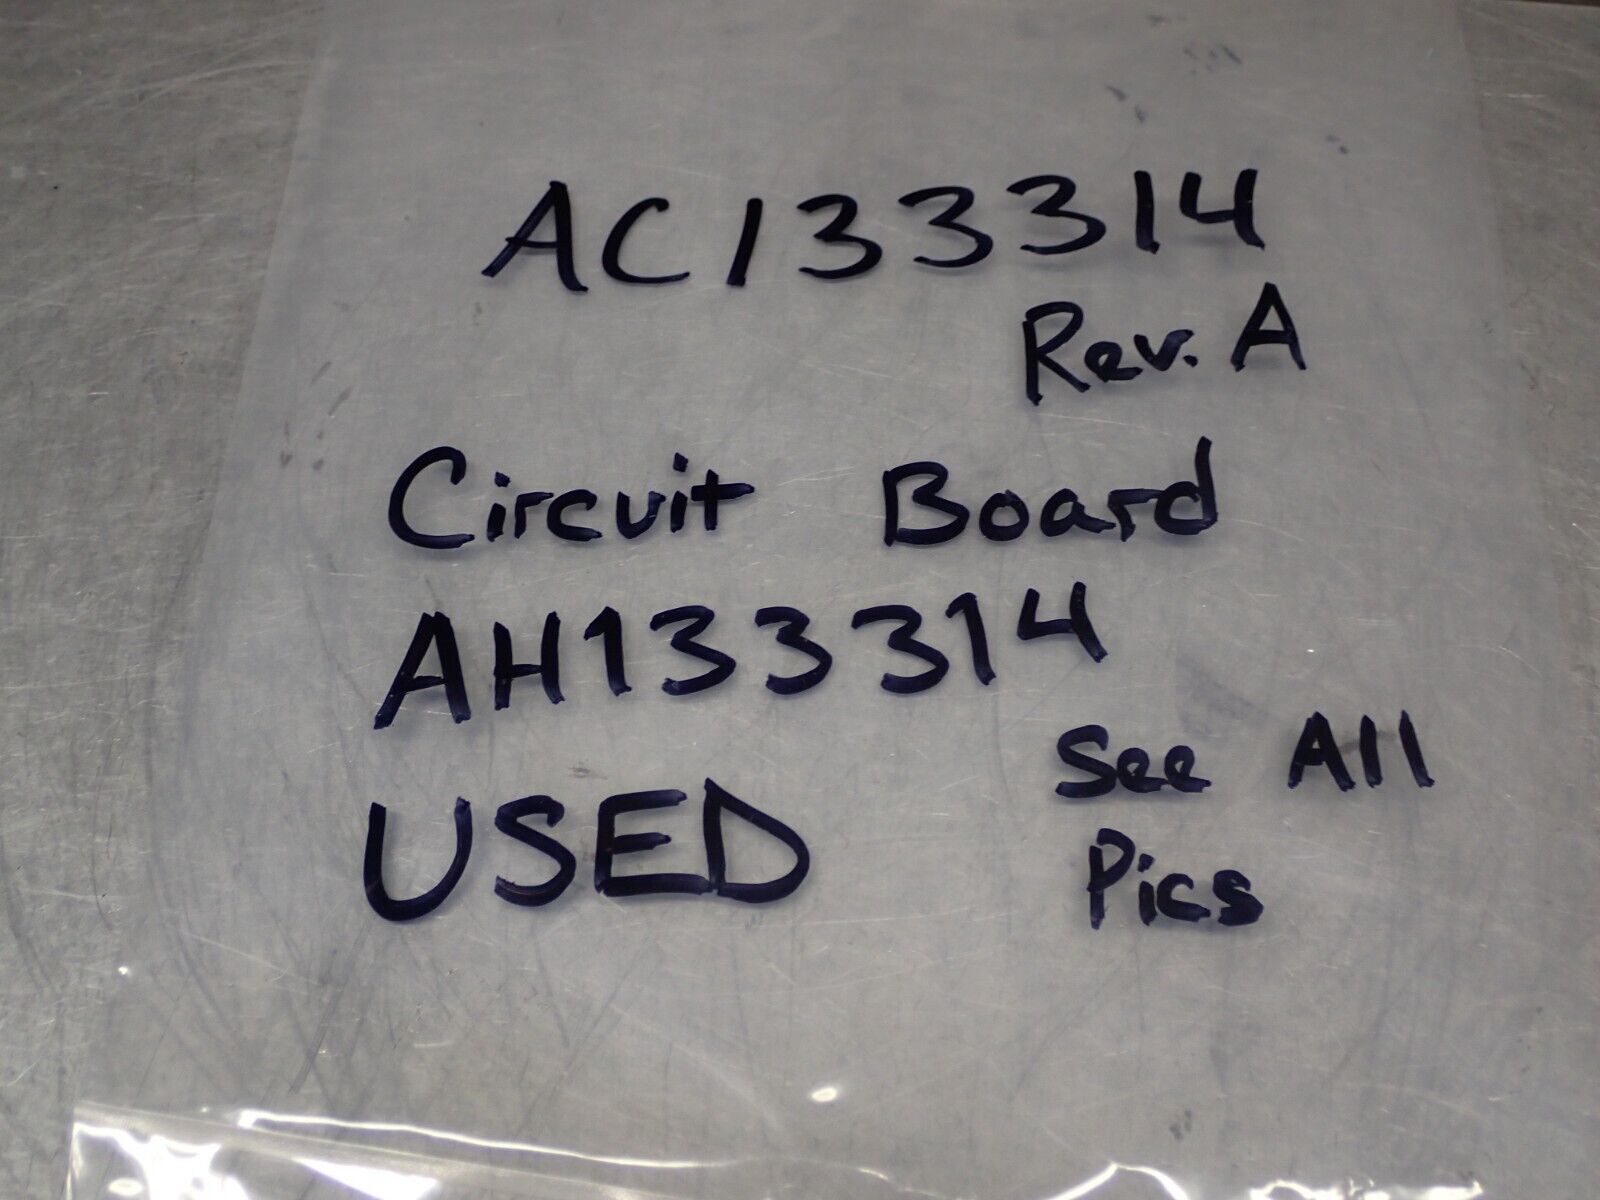 AC133314
Rev. A
Circuit Board
AH133314
USED
See All
Pics